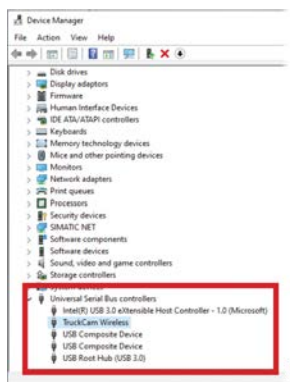 Device Manager
File Action View Help
Disk drives
Display adaptors
Firmware
Human Interface Devices
IDE ATA/ATAPI controllers
Keyboards
Memory technology devices
Mice and other pointing devices
Monitors
Network adapters
Print queues
Processors
Security devices
SIMATIC NET
Software components
Software devices
Sound, video and game controllers
Storage controllers
Universal Serial Bus controllers
Intel(R) USB 3.0 eXtensible Host Controller - 1.0 (Microsoft)
TruckCam Wireless
USB Composite Device
USB Composite Device
USB Root Hub (USB 3.0)